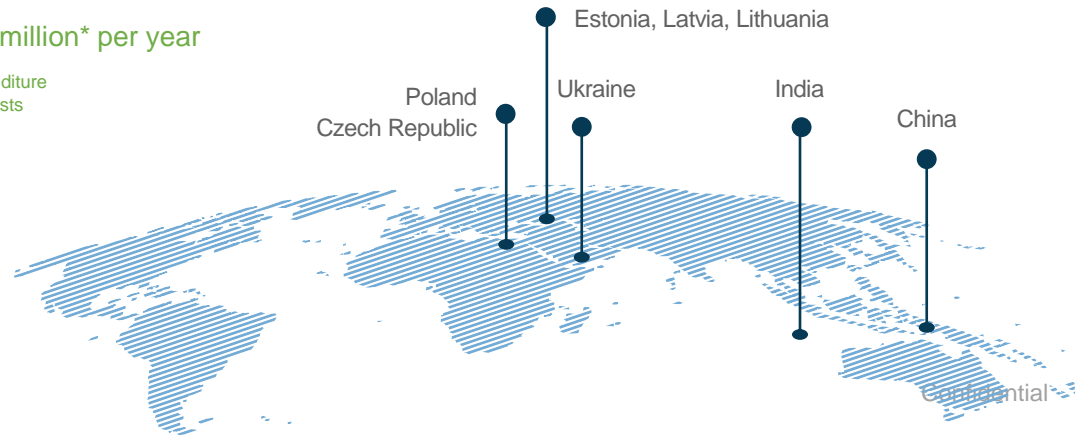 Estonia, Latvia, Lithuania
million* per year
diture
sts
Poland
Czech Republic
Ukraine
India
China
Confidential